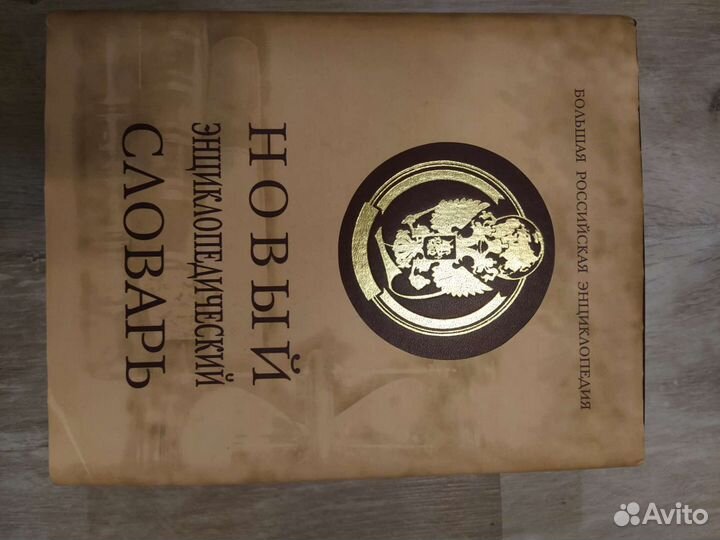 БОЛЬШАЯ РОССИЙСКАЯ ЭНЦИКЛОПЕДИЯ
НОВЫЙ
ЭНЦИКЛОПЕДИЧЕСКИЙ
СЛОВАРЬ
Avito